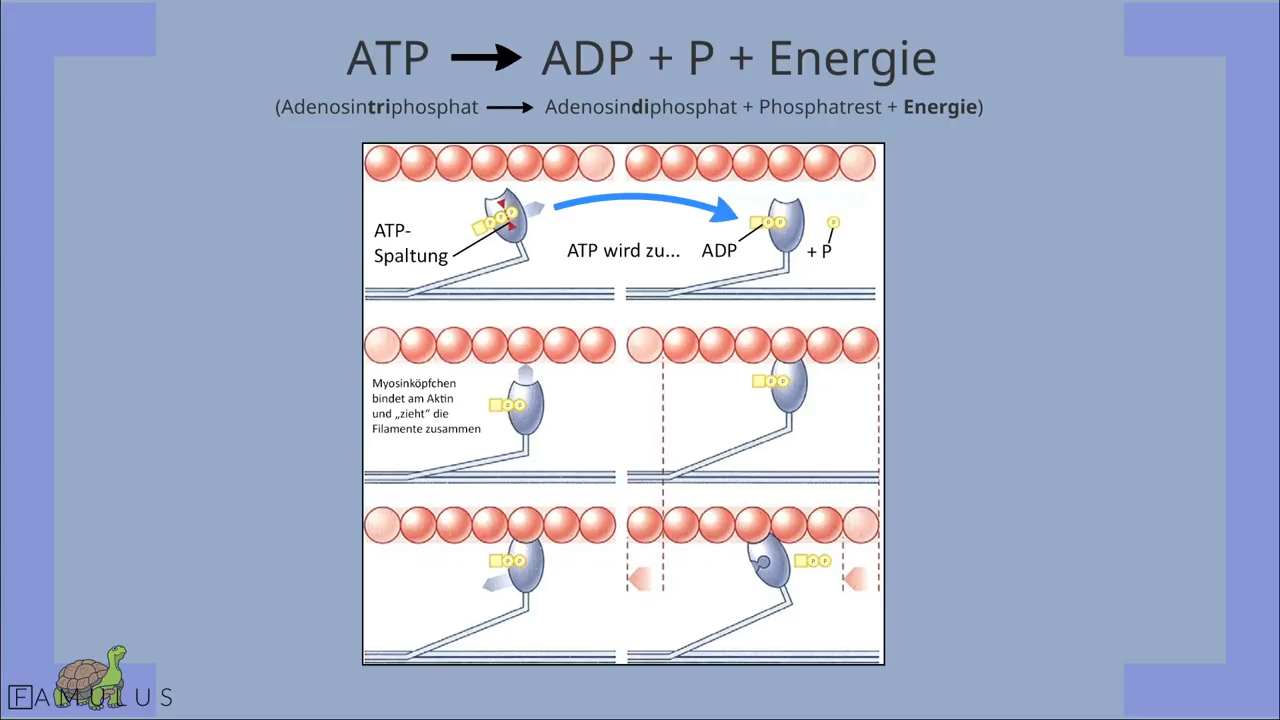 ATP → ADP + P + Energie
(Adenosintriphosphat → Adenosindiphosphat + Phosphatrest + Energie)
P P P
P P
P
ATP-
Spaltung
ATP wird zu...
ADP
+ P
Myosinköpfchen
bindet am Aktin
und „zieht“ die
Filamente zusammen
P P
P P
P P
P P
FAMULUS